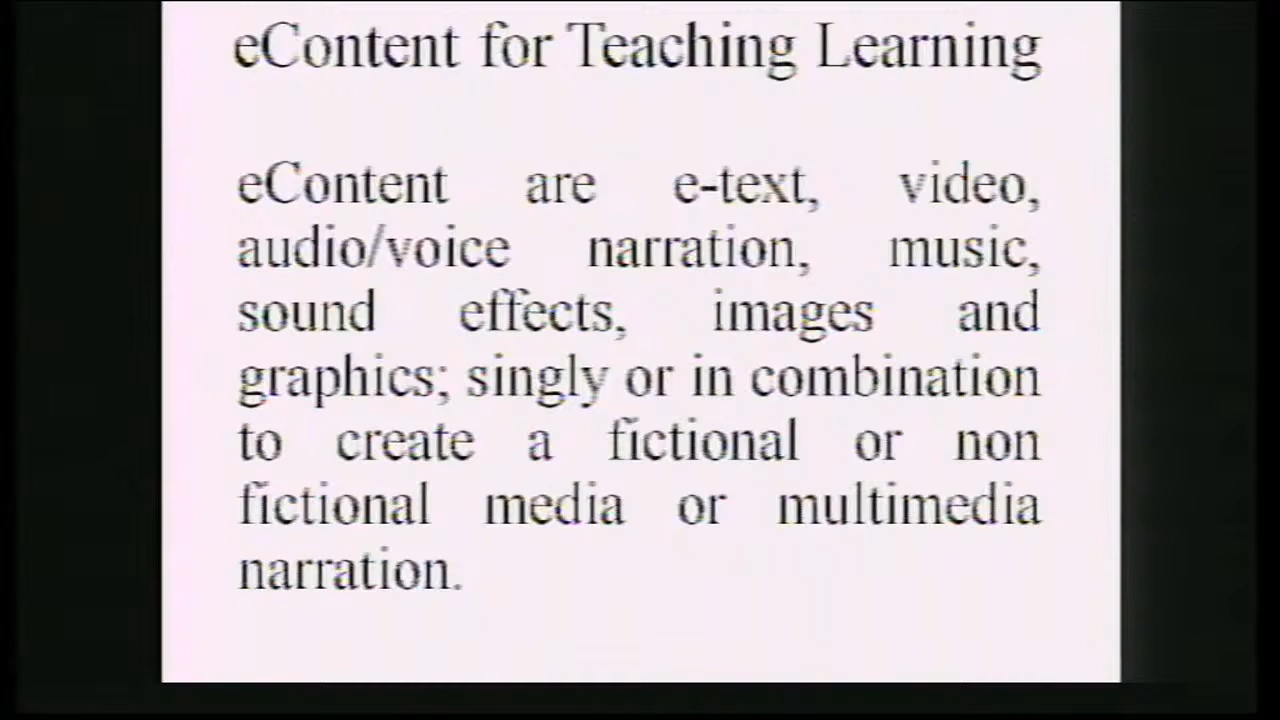 eContent for Teaching Learning
eContent are e-text, video,
audio/voice narration, music,
sound effects, images and
graphics; singly or in combination
to create a fictional or non
fictional media or multimedia
narration.